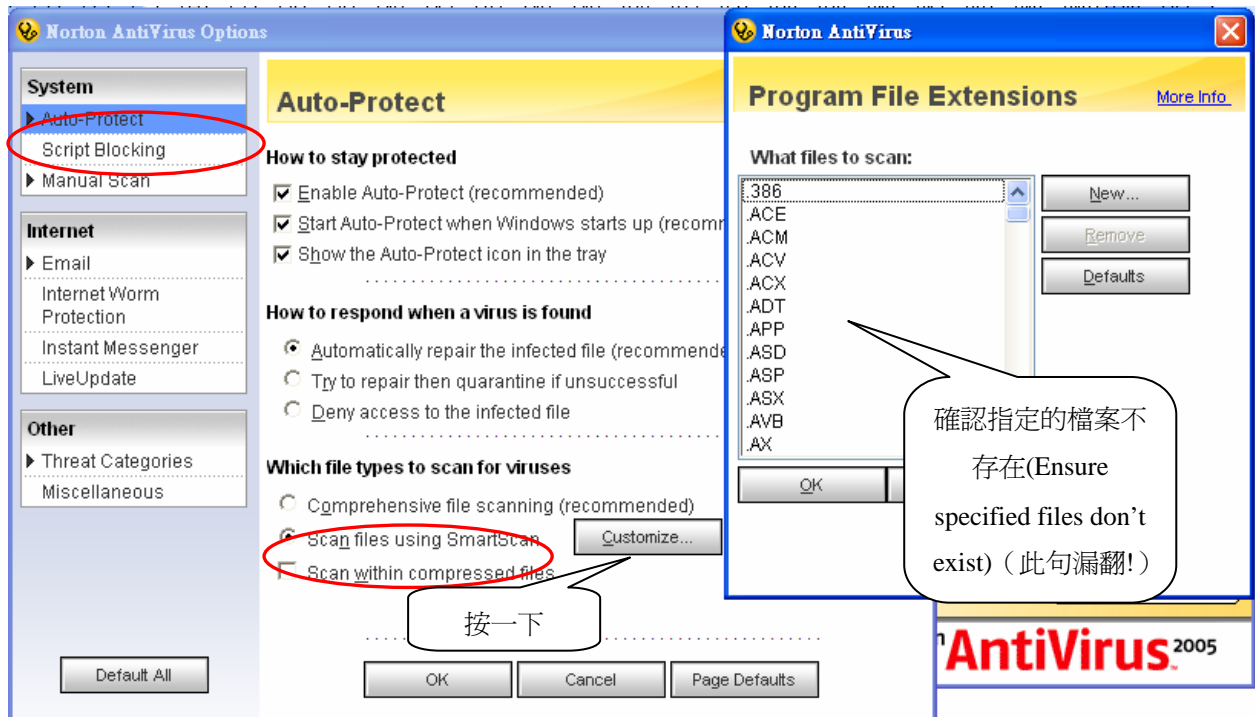 Norton AntiVirus Options
System
Auto-Protect
Script Blocking
Manual Scan
Internet
Email
Internet Worm
Protection
Instant Messenger
LiveUpdate
Other
Threat Categories
Miscellaneous
Default All
Auto-Protect
How to stay protected
Enable Auto-Protect (recommended)
Start Auto-Protect when Windows starts up (recomm
Show the Auto-Protect icon in the tray
How to respond when a virus is found
Automatically repair the infected file (recommende
Try to repair then quarantine if unsuccessful
Deny access to the infected file
Which file types to scan for viruses
Comprehensive file scanning (recommended)
Scan files using SmartScan
Customize...
Scan within compressed files
按一下
OK
Cancel
Page Defaults
Norton AntiVirus
Program File Extensions
More Info
What files to scan:
.386
.ACE
.ACM
.ACV
.ACX
.ADT
.APP
.ASD
.ASP
.ASX
.AVB
.AX
New...
Remove
Defaults
OK
確認指定的檔案不
存在(Ensure
specified files don't
exist)（此句漏翻!）
AntiVirus 2005